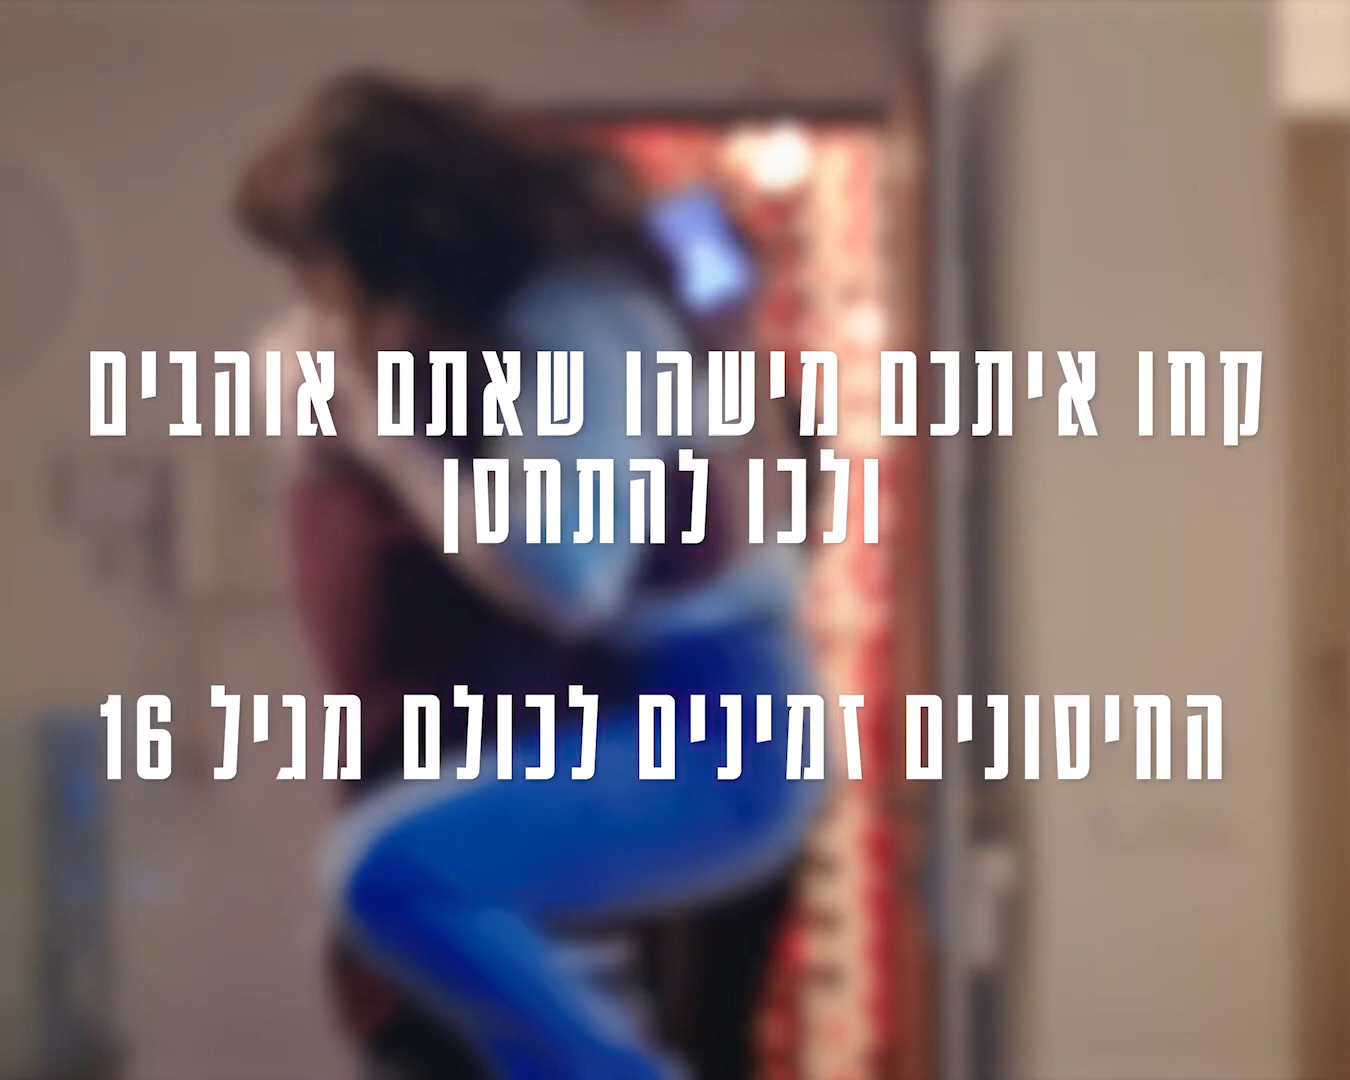 קחו איתכם מישהו שאתם אוהבים
ולכו להתחסן
החיסונים זמינים לכולם מגיל 16